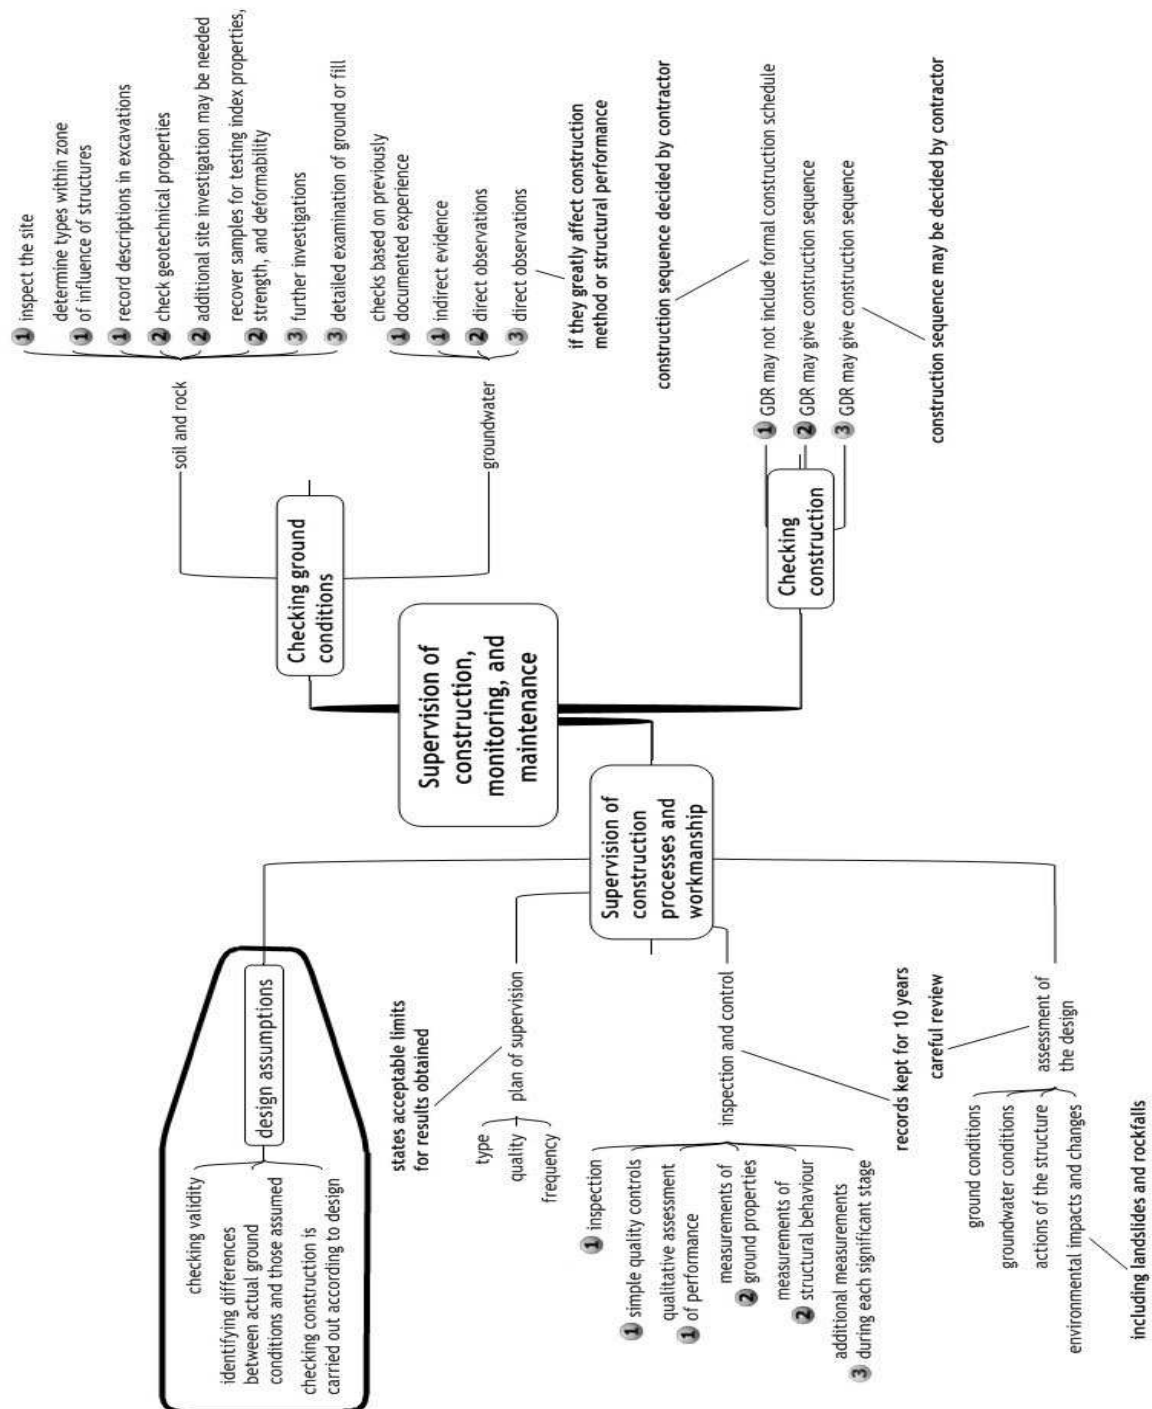 Supervision of
construction,
monitoring, and
maintenance
Checking ground
conditions
soil and rock
1 inspect the site
determine types within zone
1 of influence of structures
1 record descriptions in excavations
2 check geotechnical properties
2 additional site investigation may be needed
recover samples for testing index properties,
2 strength, and deformability
3 further investigations
3 detailed examination of ground or fill
groundwater
checks based on previously
1 documented experience
1 indirect evidence
2 direct observations
3 direct observations
if they greatly affect construction
method or structural performance
Checking
construction
construction sequence decided by contractor
1 GDR may not include formal construction schedule
2 GDR may give construction sequence
3 GDR may give construction sequence
construction sequence may be decided by contractor
Supervision of
construction
processes and
workmanship
design assumptions
checking validity
identifying differences
between actual ground
conditions and those assumed
checking construction is
carried out according to design
states acceptable limits
for results obtained
plan of supervision
type
quality
frequency
inspection and control
1 inspection
1 simple quality controls
qualitative assessment
1 of performance
measurements of
2 ground properties
measurements of
2 structural behaviour
additional measurements
3 during each significant stage
records kept for 10 years
careful review
assessment of
the design
ground conditions
groundwater conditions
actions of the structure
environmental impacts and changes
including landslides and rockfalls